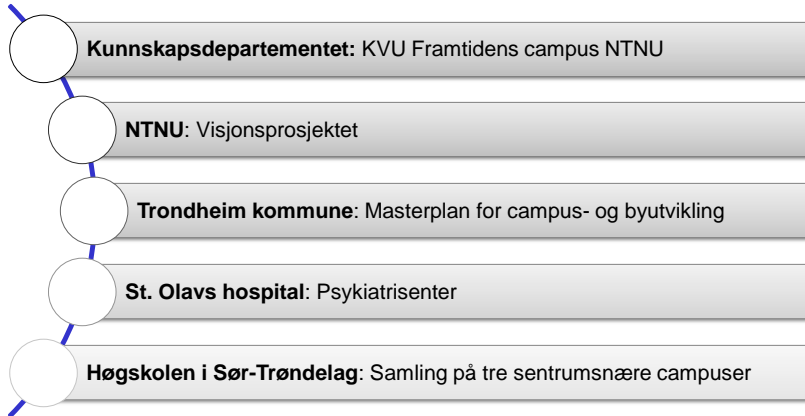 Kunnskapsdepartementet: KVU Framtidens campus NTNU
NTNU: Visjonsprosjektet
Trondheim kommune: Masterplan for campus- og byutvikling
St. Olavs hospital: Psykiatrisenter
Høgskolen i Sør-Trøndelag: Samling på tre sentrumsnære campuser